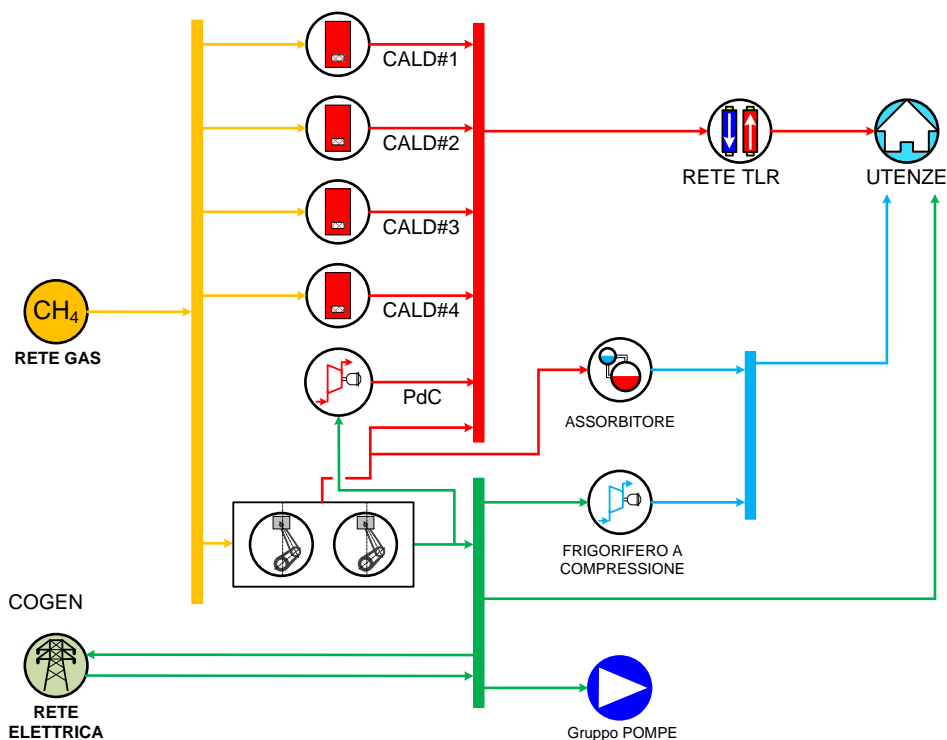 CALD#1
CALD#2
RETE TLR
UTENZE
CALD#3
CH₄
CALD#4
RETE GAS
PdC
ASSORBITORE
FRIGORIFERO A
COMPRESSIONE
COGEN
RETE
ELETTRICA
Gruppo POMPE